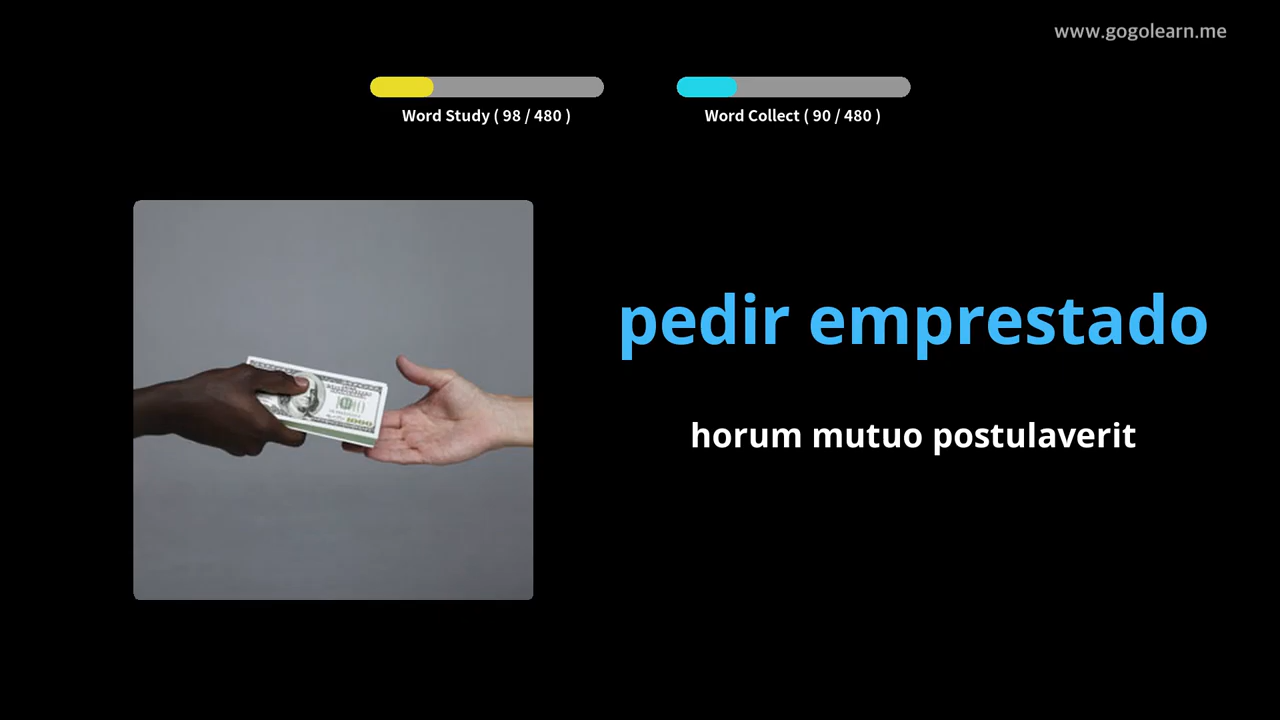 www.gogolearn.me
Word Study ( 98 / 480 )
Word Collect ( 90 / 480 )
pedir emprestado
horum mutuo postulaverit